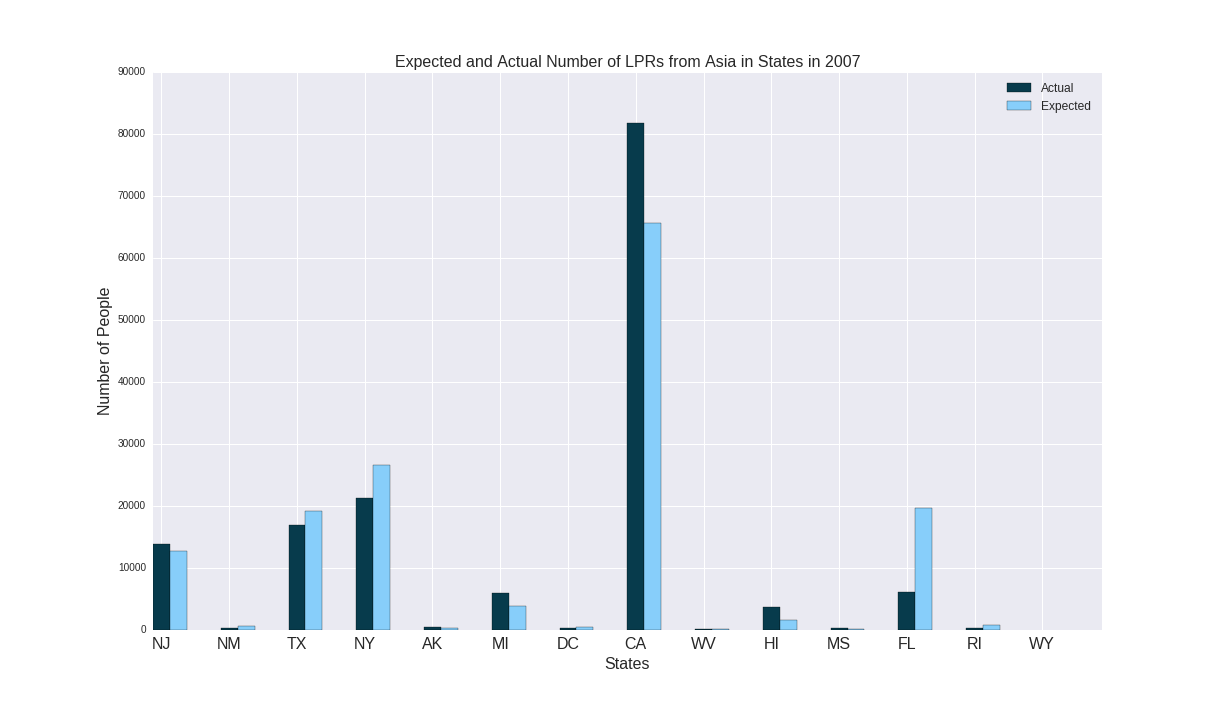 Expected and Actual Number of LPRs from Asia in States in 2007
Actual
Expected
90000
80000
70000
60000
50000
40000
30000
20000
10000
0
Number of People
NJ NM TX NY AK MI DC CA WV HI MS FL RI WY
States